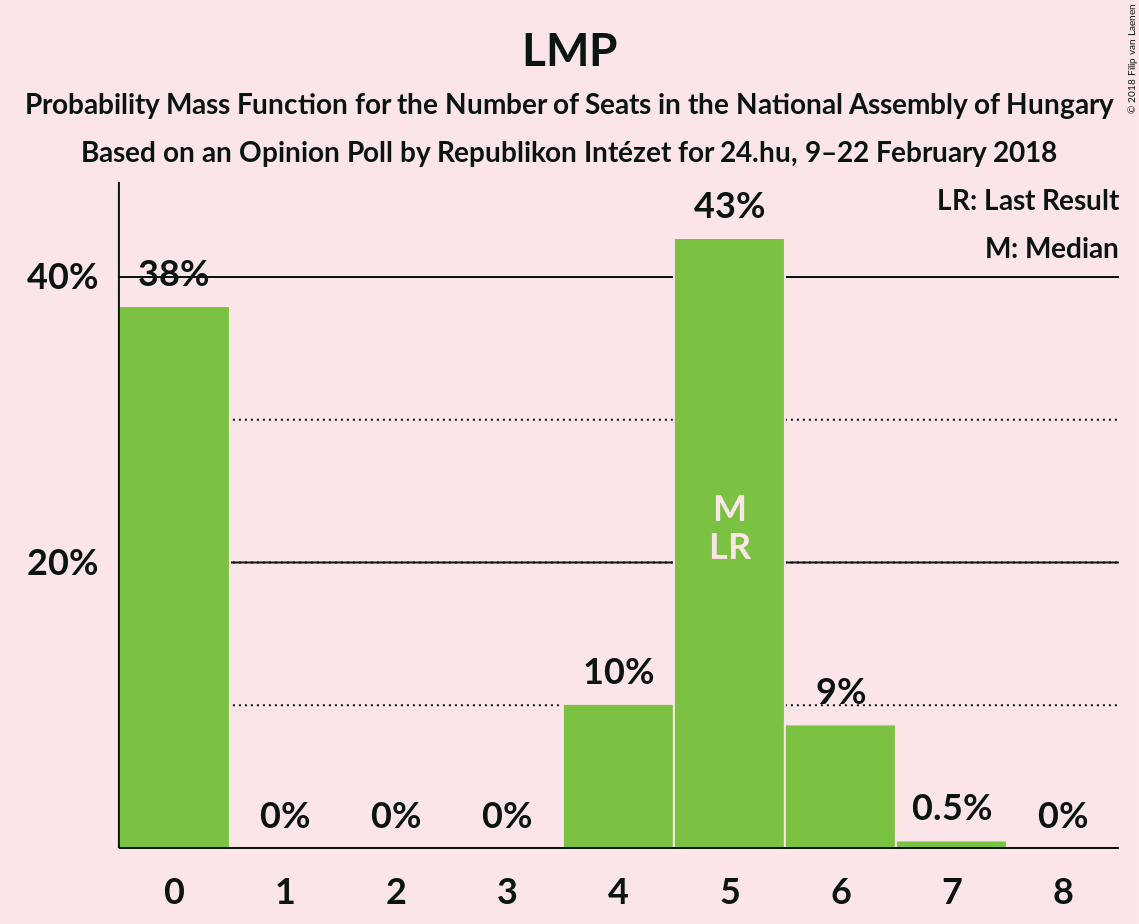 LMP
Probability Mass Function for the Number of Seats in the National Assembly of Hungary
Based on an Opinion Poll by Republikon Intézet for 24.hu, 9–22 February 2018
© 2018 Filip van Laenen
LR: Last Result
M: Median
43%
38%
40%
M
LR
20%
10%
9%
0%
0%
0%
0.5%
0%
0
1
2
3
4
5
6
7
8